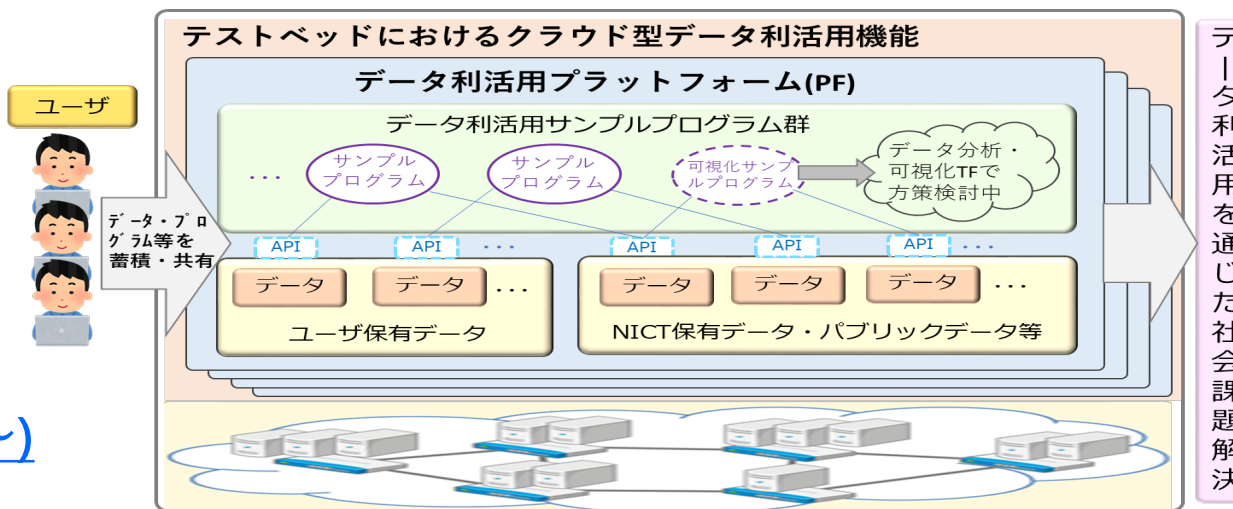 テストベッドにおけるクラウド型データ利活用機能
データ利活用プラットフォーム(PF)
ユーザ
データ利活用サンプルプログラム群
...
サンプル
プログラム
サンプル
プログラム
可視化サンプ
ルプログラム
データ分析・
可視化TFで
方策検討中
ﾃﾞｰﾀ・ﾌﾟﾛ
ｸﾞﾗﾑ等を
蓄積・共有
API
API
...
API
API
API
...
データ
データ
...
ユーザ保有データ
データ
データ
データ
...
NICT保有データ・パブリックデータ等
～)
データ利活用を通じた社会課題解決